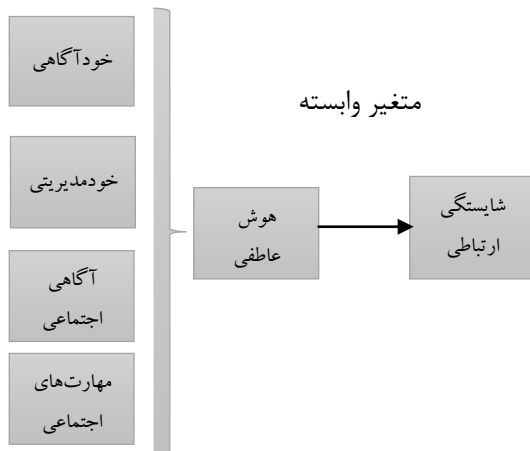 خودآگاهی
متغیر وابسته
خودمدیریتی
هوش
عاطفی
شایستگی
ارتباطی
آگاهی
اجتماعی
مهارت‌های
اجتماعی